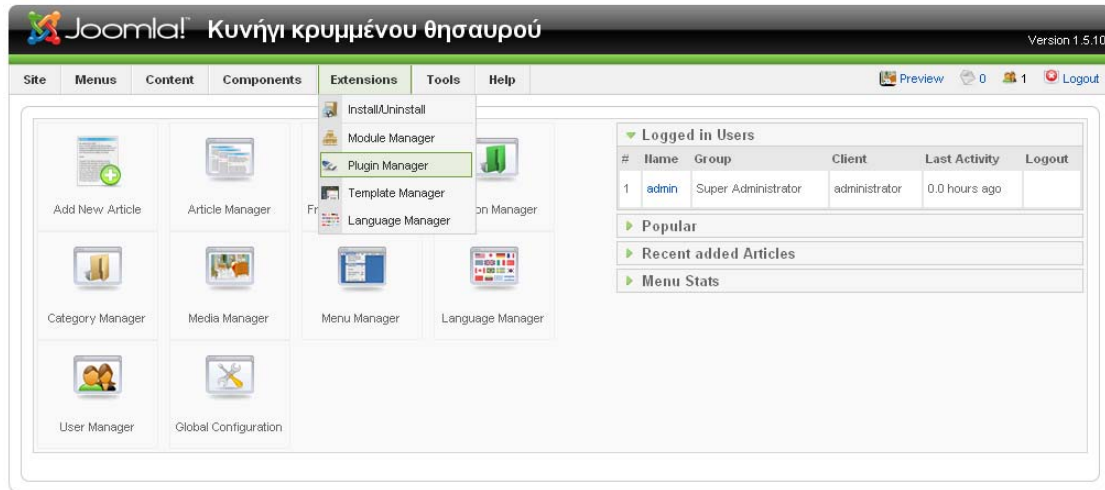 Joomla! Κυνήγι κρυμμένου θησαυρού
Version 1.5.10
Site Menus Content Components Extensions Tools Help Preview 0 1 Logout
Install/Uninstall
Module Manager
Plugin Manager
Template Manager
Language Manager
Add New Article
Article Manager
Fr
on Manager
Category Manager
Media Manager
Menu Manager
Language Manager
User Manager
Global Configuration
Logged in Users
# Name Group Client Last Activity Logout
1 admin Super Administrator administrator 0.0 hours ago
Popular
Recent added Articles
Menu Stats